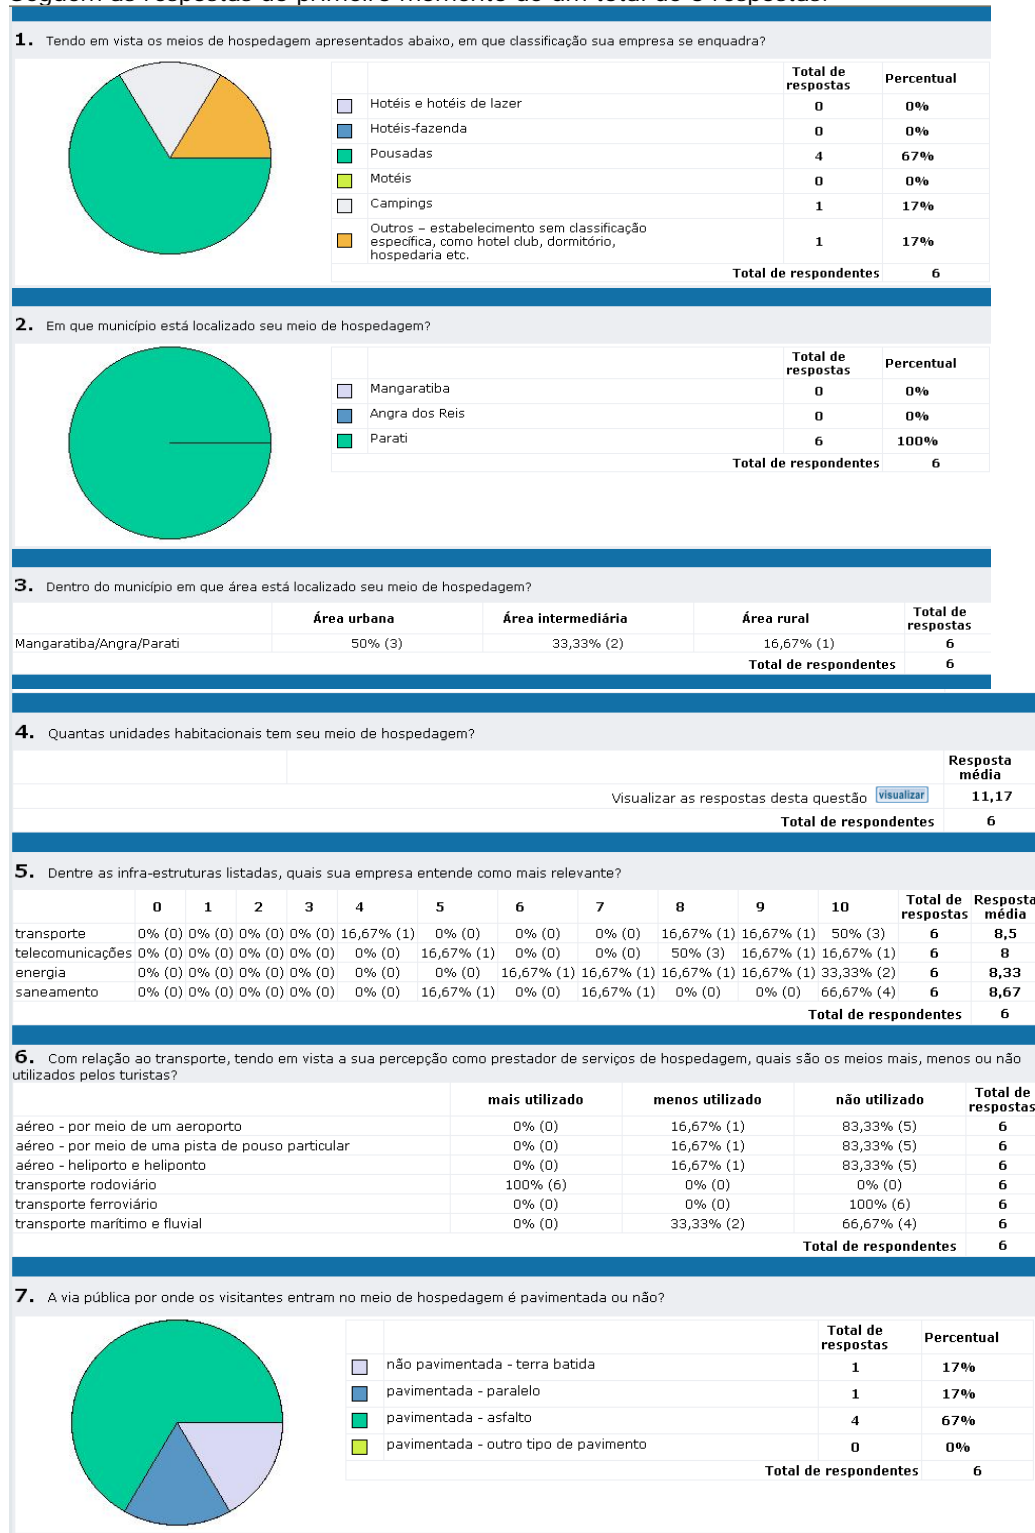 1. Tendo em vista os meios de hospedagem apresentados abaixo, em que classificação sua empresa se enquadra?
Total de respostas Percentual
Hotéis e hotéis de lazer 0 0%
Hotéis-fazenda 0 0%
Pousadas 4 67%
Motéis 0 0%
Campings 1 17%
Outros – estabelecimento sem classificação
específica, como hotel club, dormitório, 1 17%
hospedaria etc.
Total de respondentes 6
2. Em que município está localizado seu meio de hospedagem?
Total de respostas Percentual
Mangaratiba 0 0%
Angra dos Reis 0 0%
Parati 6 100%
Total de respondentes 6
3. Dentro do município em que área está localizado seu meio de hospedagem?
Área urbana Área intermediária Área rural Total de respostas
Mangaratiba/Angra/Parati 50% (3) 33,33% (2) 16,67% (1) 6
Total de respondentes 6
4. Quantas unidades habitacionais tem seu meio de hospedagem?
Resposta média
Visualizar as respostas desta questão visualizar 11,17
Total de respondentes 6
5. Dentre as infra-estruturas listadas, quais sua empresa entende como mais relevante?
0 1 2 3 4 5 6 7 8 9 10 Total de respostas Resposta média
transporte 0% (0) 0% (0) 0% (0) 0% (0) 16,67% (1) 0% (0) 0% (0) 0% (0) 16,67% (1) 16,67% (1) 50% (3) 6 8,5
telecomunicações 0% (0) 0% (0) 0% (0) 0% (0) 0% (0) 16,67% (1) 0% (0) 0% (0) 50% (3) 16,67% (1) 16,67% (1) 6 8
energia 0% (0) 0% (0) 0% (0) 0% (0) 0% (0) 0% (0) 16,67% (1) 16,67% (1) 16,67% (1) 16,67% (1) 33,33% (2) 6 8,33
saneamento 0% (0) 0% (0) 0% (0) 0% (0) 0% (0) 16,67% (1) 0% (0) 16,67% (1) 0% (0) 0% (0) 66,67% (4) 6 8,67
Total de respondentes 6
6. Com relação ao transporte, tendo em vista a sua percepção como prestador de serviços de hospedagem, quais são os meios mais, menos ou não
utilizados pelos turistas?
mais utilizado menos utilizado não utilizado Total de respostas
aéreo - por meio de um aeroporto 0% (0) 16,67% (1) 83,33% (5) 6
aéreo - por meio de uma pista de pouso particular 0% (0) 16,67% (1) 83,33% (5) 6
aéreo - heliporto e heliponto 0% (0) 16,67% (1) 83,33% (5) 6
transporte rodoviário 100% (6) 0% (0) 0% (0) 6
transporte ferroviário 0% (0) 0% (0) 100% (6) 6
transporte marítimo e fluvial 0% (0) 33,33% (2) 66,67% (4) 6
Total de respondentes 6
7. A via pública por onde os visitantes entram no meio de hospedagem é pavimentada ou não?
Total de respostas Percentual
não pavimentada - terra batida 1 17%
pavimentada - paralelo 1 17%
pavimentada - asfalto 4 67%
pavimentada - outro tipo de pavimento 0 0%
Total de respondentes 6